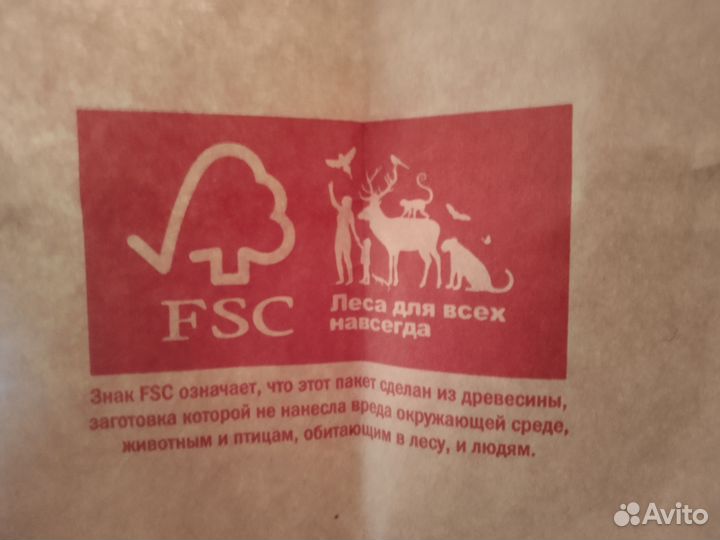 FSC
Леса для всех
навсегда
Знак FSC означает, что этот пакет сделан из древесины,
заготовка которой не нанесла вреда окружающей среде,
животным и птицам, обитающим в лесу, и людям.
Avito